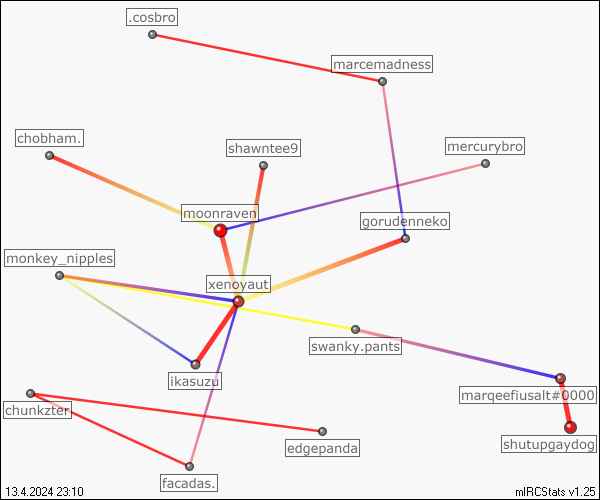 .cosbro
marcemadness
chobham.
shawntee9
mercurybro
moonraven
gorudenneko
monkey_nipples
xenoyaut
swanky.pants
ikasuzu
marqeefiusalt#0000
chunkzter
shutupgaydog
edgepanda
facadas.
13.4.2024 23:10
mIRCStats v1.25